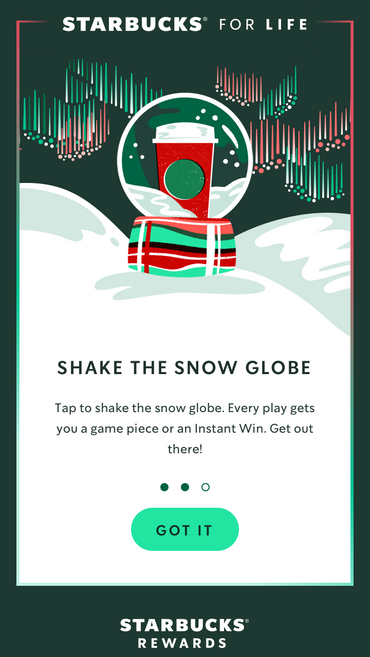 STARBUCKS® FOR LIFE
SHAKE THE SNOW GLOBE
Tap to shake the snow globe. Every play gets
you a game piece or an Instant Win. Get out
there!
GOT IT
STARBUCKS®
REWARDS